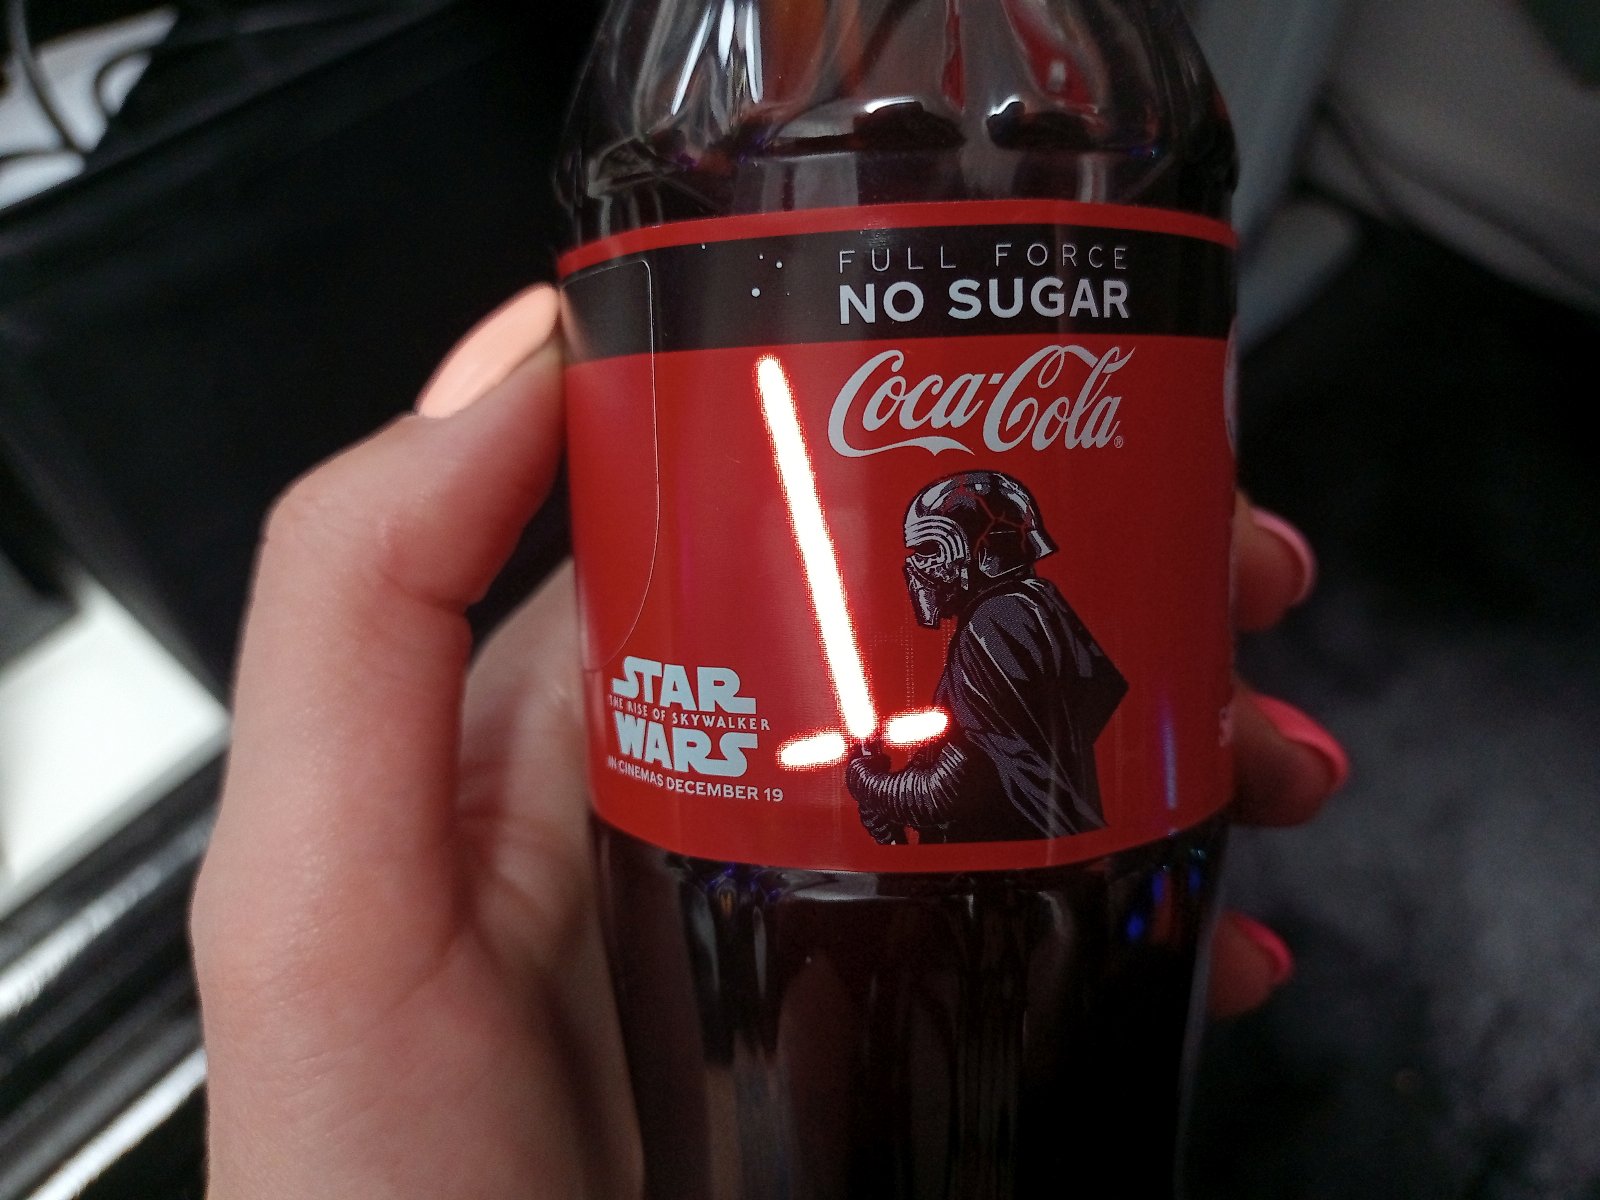 FULL FORCE
NO SUGAR
Coca-Cola®
STAR
THE RISE OF SKYWALKER
WARS
IN CINEMAS DECEMBER 19